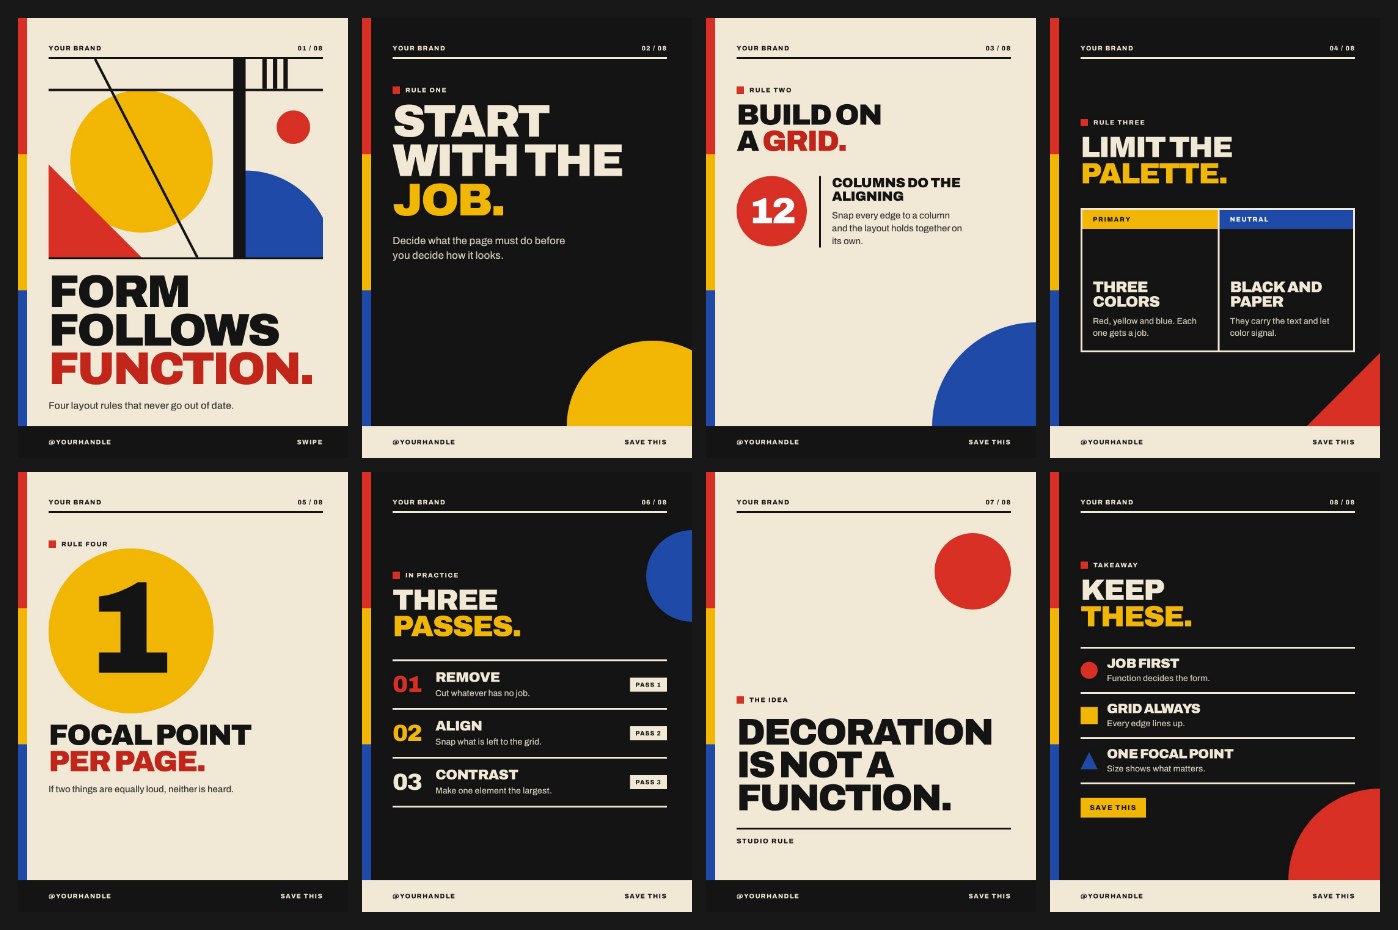 YOUR BRAND 01 / 08
FORM
FOLLOWS
FUNCTION.
Four layout rules that never go out of date.
@YOURHANDLE SWIPE
YOUR BRAND 02 / 08
RULE ONE
START
WITH THE
JOB.
Decide what the page must do before
you decide how it looks.
@YOURHANDLE SAVE THIS
YOUR BRAND 03 / 08
RULE TWO
BUILD ON
A GRID.
12
COLUMNS DO THE
ALIGNING
Snap every edge to a column
and the layout holds together on
its own.
@YOURHANDLE SAVE THIS
YOUR BRAND 04 / 08
RULE THREE
LIMIT THE
PALETTE.
PRIMARY
THREE
COLORS
Red, yellow and blue. Each
one gets a job.
NEUTRAL
BLACK AND
PAPER
They carry the text and let
color signal.
@YOURHANDLE SAVE THIS
YOUR BRAND 05 / 08
RULE FOUR
1
FOCAL POINT
PER PAGE.
If two things are equally loud, neither is heard.
@YOURHANDLE SAVE THIS
YOUR BRAND 06 / 08
IN PRACTICE
THREE
PASSES.
01 REMOVE
Cut whatever has no job.
PASS 1
02 ALIGN
Snap what is left to the grid.
PASS 2
03 CONTRAST
Make one element the largest.
PASS 3
@YOURHANDLE SAVE THIS
YOUR BRAND 07 / 08
THE IDEA
DECORATION
IS NOT A
FUNCTION.
STUDIO RULE
@YOURHANDLE SAVE THIS
YOUR BRAND 08 / 08
TAKEAWAY
KEEP
THESE.
JOB FIRST
Function decides the form.
GRID ALWAYS
Every edge lines up.
ONE FOCAL POINT
Size shows what matters.
SAVE THIS
@YOURHANDLE SAVE THIS